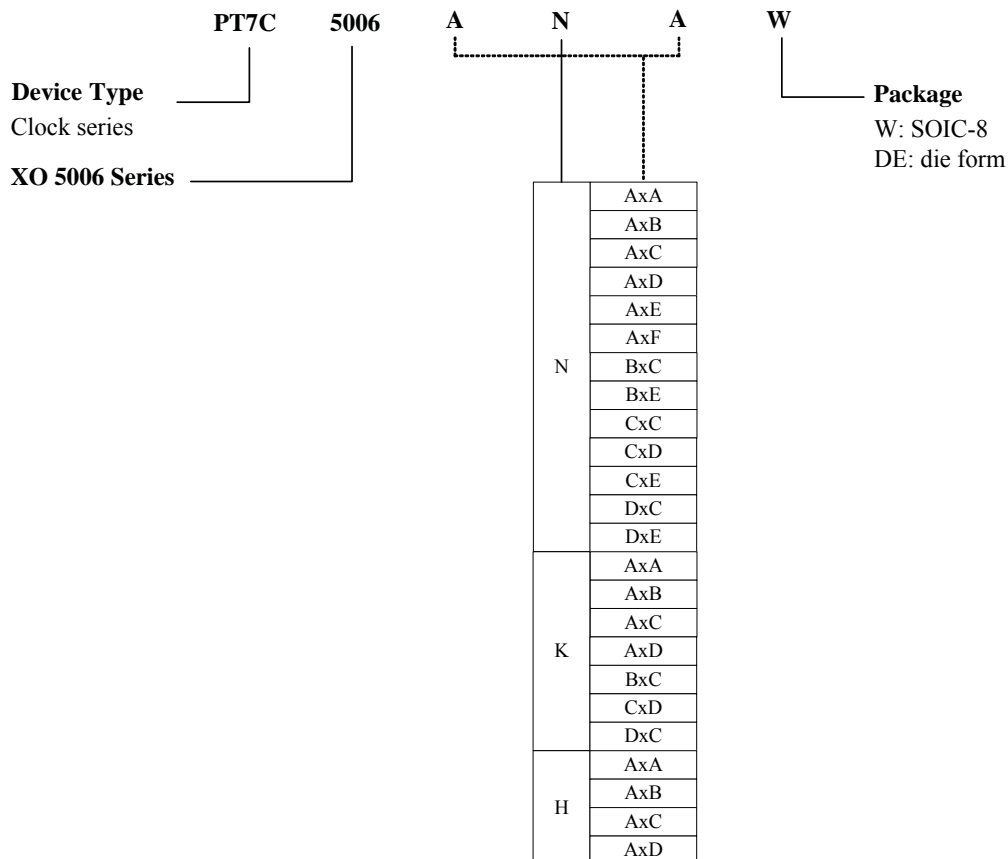 PT7C 5006 A N A W
Device Type
Clock series
XO 5006 Series
Package
W: SOIC-8
DE: die form
N
AxA
AxB
AxC
AxD
AxE
AxF
BxC
BxE
CxC
CxD
CxE
DxC
DxE
K
AxA
AxB
AxC
AxD
BxC
CxD
DxC
H
AxA
AxB
AxC
AxD